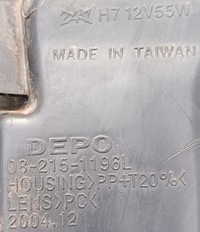 H7 12V55W
MADE IN TAIWAN
DEPO
08-215-1196L
HOUSING>PP+T20%<
LENS>PC<
2004.12